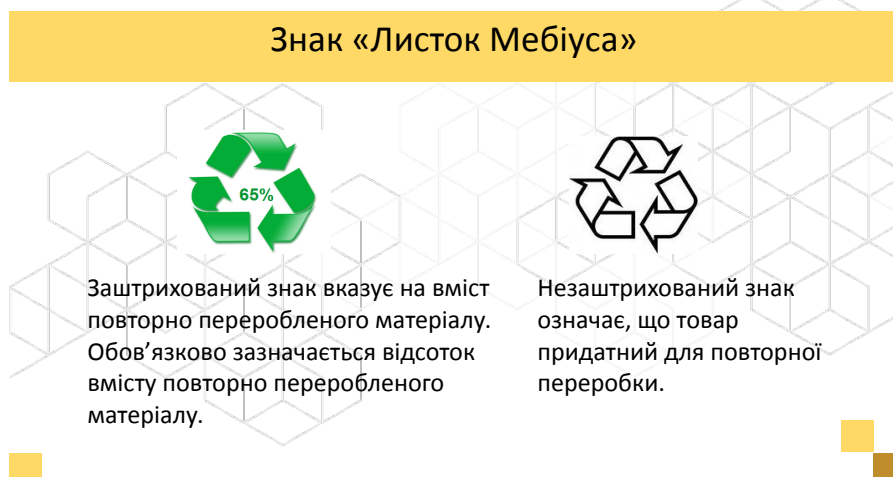 Знак «Листок Мебіуса»
65%
Заштрихований знак вказує на вміст
повторно переробленого матеріалу.
Обов’язково зазначається відсоток
вмісту повторно переробленого
матеріалу.
Незаштрихований знак
означає, що товар
придатний для повторної
переробки.